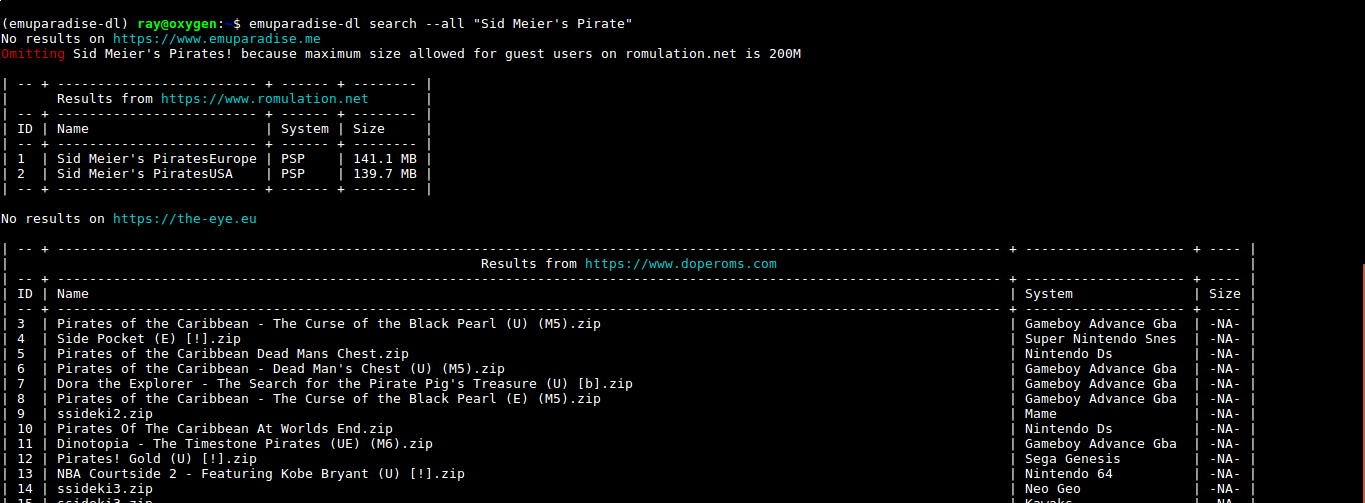 (emuparadise-dl) ray@oxygen:~$ emuparadise-dl search --all "Sid Meier's Pirate"
No results on https://www.emuparadise.me
Omitting Sid Meier's Pirates! because maximum size allowed for guest users on romulation.net is 200M
| -- + ------------------------- + ------ + -------- |
| Results from https://www.romulation.net |
| -- + ------------------------- + ------ + -------- |
| ID | Name | System | Size |
| -- + ------------------------- + ------ + -------- |
| 1 | Sid Meier's PiratesEurope | PSP | 141.1 MB |
| 2 | Sid Meier's PiratesUSA | PSP | 139.7 MB |
| -- + ------------------------- + ------ + -------- |
No results on https://the-eye.eu
| -- + ---------------------------------------------------------------------------------------------------------------------- + -------------------- + ---- |
| Results from https://www.doperoms.com |
| -- + ---------------------------------------------------------------------------------------------------------------------- + -------------------- + ---- |
| ID | Name | System | Size |
| -- + ---------------------------------------------------------------------------------------------------------------------- + -------------------- + ---- |
| 3 | Pirates of the Caribbean - The Curse of the Black Pearl (U) (M5).zip | Gameboy Advance Gba | -NA- |
| 4 | Side Pocket (E) [!].zip | Super Nintendo Snes | -NA- |
| 5 | Pirates of the Caribbean Dead Mans Chest.zip | Nintendo Ds | -NA- |
| 6 | Pirates of the Caribbean - Dead Man's Chest (U) (M5).zip | Gameboy Advance Gba | -NA- |
| 7 | Dora the Explorer - The Search for the Pirate Pig's Treasure (U) [b].zip | Gameboy Advance Gba | -NA- |
| 8 | Pirates of the Caribbean - The Curse of the Black Pearl (E) (M5).zip | Gameboy Advance Gba | -NA- |
| 9 | ssideki2.zip | Mame | -NA- |
| 10 | Pirates Of The Caribbean At Worlds End.zip | Nintendo Ds | -NA- |
| 11 | Dinotopia - The Timestone Pirates (UE) (M6).zip | Gameboy Advance Gba | -NA- |
| 12 | Pirates! Gold (U) [!].zip | Sega Genesis | -NA- |
| 13 | NBA Courtside 2 - Featuring Kobe Bryant (U) [!].zip | Nintendo 64 | -NA- |
| 14 | ssideki3.zip | Neo Geo | -NA- |
| 15 | ssideki3.zip | Kawaks | -NA- |